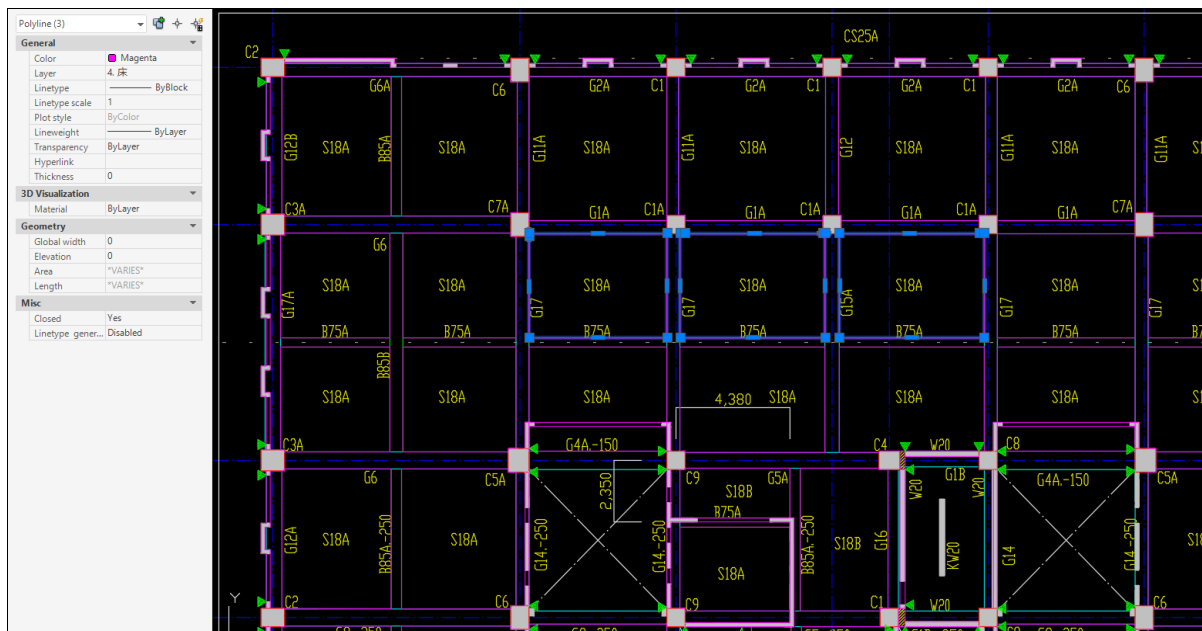 Polyline (3)
General
Color Magenta
Layer 4. 床
Linetype ByBlock
Linetype scale 1
Plot style ByColor
Lineweight ByLayer
Transparency ByLayer
Hyperlink
Thickness 0
3D Visualization
Material ByLayer
Geometry
Global width 0
Elevation 0
Area *VARIES*
Length *VARIES*
Misc
Closed Yes
Linetype gener... Disabled
CS25A
C2
G6A C6 G2A C1 G2A C1 G2A C1 G2A C6
G12B S18A B85A S18A G11A S18A G11A S18A G12 S18A G11A S18A G11A
C3A C7A G1A C1A G1A C1A G1A C1A G1A C7A
G6
G17A S18A S18A G17 S18A G17 S18A G15A S18A G17 S18A G17
B75A B75A B75A B75A B75A B75A
B85B
S18A S18A S18A 4,380 S18A S18A S18A
C3A G4A.-150 C4 W20 C8
G6 C5A 2,350 C9 G5A G1B G4A.-150 C5A
S18B W20 W20
B75A
G12A S18A B85A.-250 S18A G14.-250 G14.-250 S18A B85A.-250 S18B G16 KW20 G14 G14.-250
C2 C6 C9 C1 W20 C6
Y